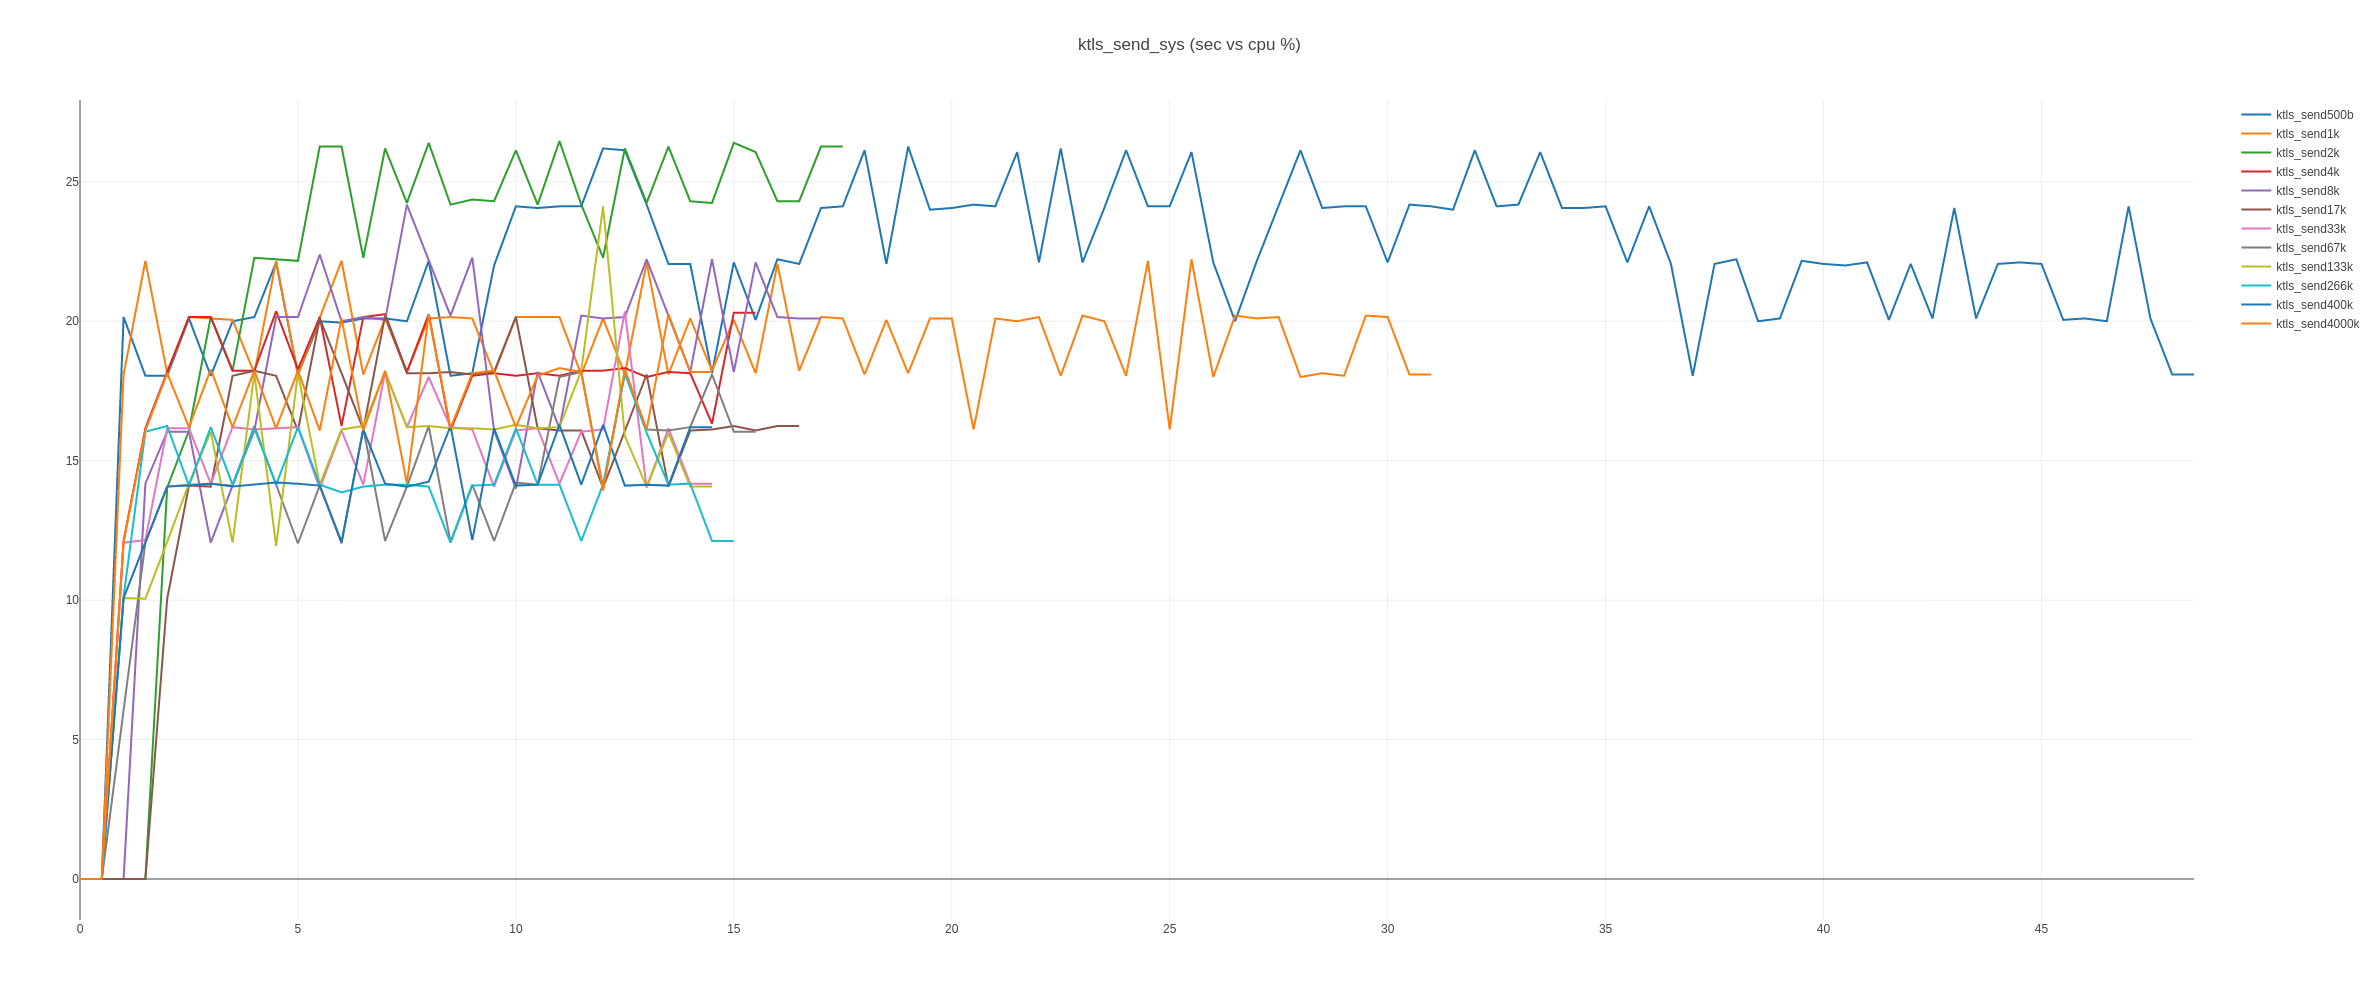 ktls_send_sys (sec vs cpu %)
ktls_send500b
ktls_send1k
ktls_send2k
ktls_send4k
ktls_send8k
ktls_send17k
ktls_send33k
ktls_send67k
ktls_send133k
ktls_send266k
ktls_send400k
ktls_send4000k
25
20
15
10
5
0
0 5 10 15 20 25 30 35 40 45